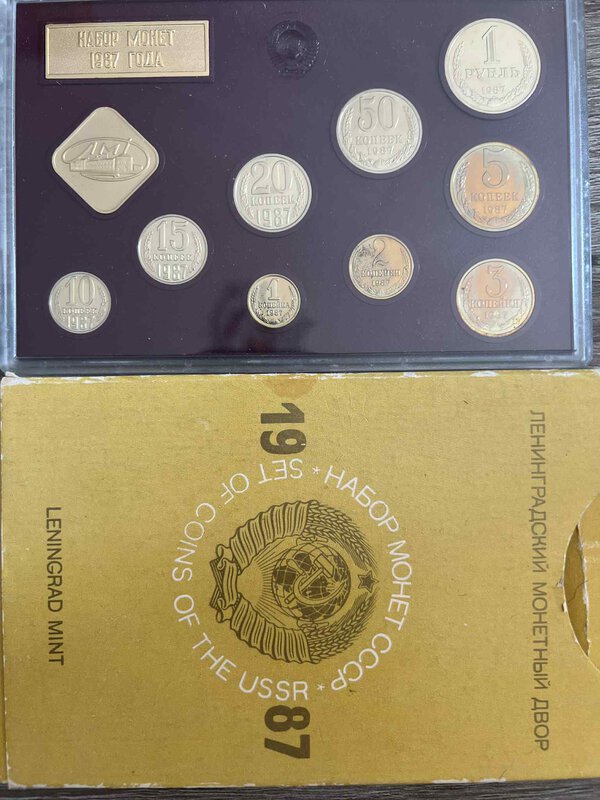 НАБОР МОНЕТ
1987 ГОДА
ЛМД
1
РУБЛЬ
1987
50
КОПЕЕК
1987
20
КОПЕЕК
1987
5
КОПЕЕК
1987
15
КОПЕЕК
1987
2
КОПЕЙКИ
1987
10
КОПЕЕК
1987
1
КОПЕЙКА
1987
3
КОПЕЙКИ
1987
ЛЕНИНГРАДСКИЙ МОНЕТНЫЙ ДВОР
19
* НАБОР МОНЕТ СССР *
SET OF COINS OF THE USSR
87
LENINGRAD MINT